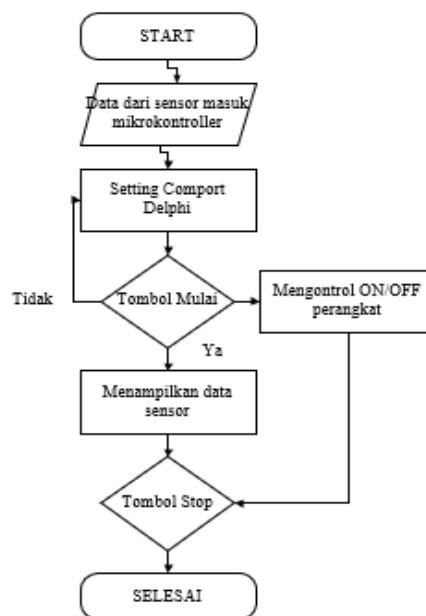 START
Data dari sensor masuk
mikrokontroller
Setting Comport
Delphi
Tombol Mulai
Tidak
Mengontrol ON/OFF
perangkat
Ya
Menampilkan data
sensor
Tombol Stop
SELESAI